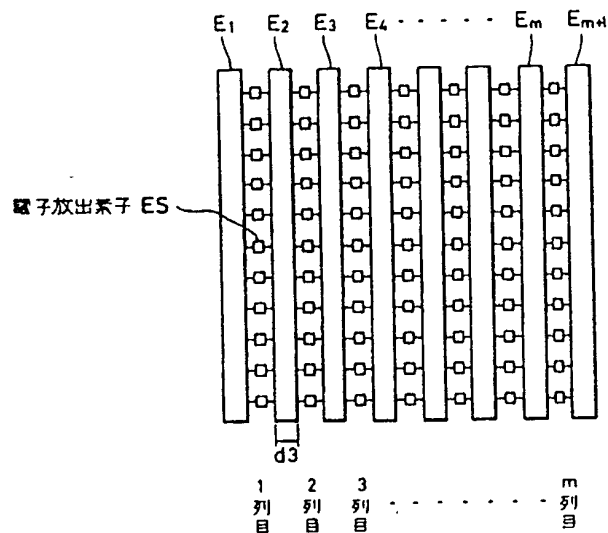 E1 E2 E3 E4 - - - - - - Em Em+1
電子放出素子 ES
d3
1列目 2列目 3列目 - - - - - - - m列目